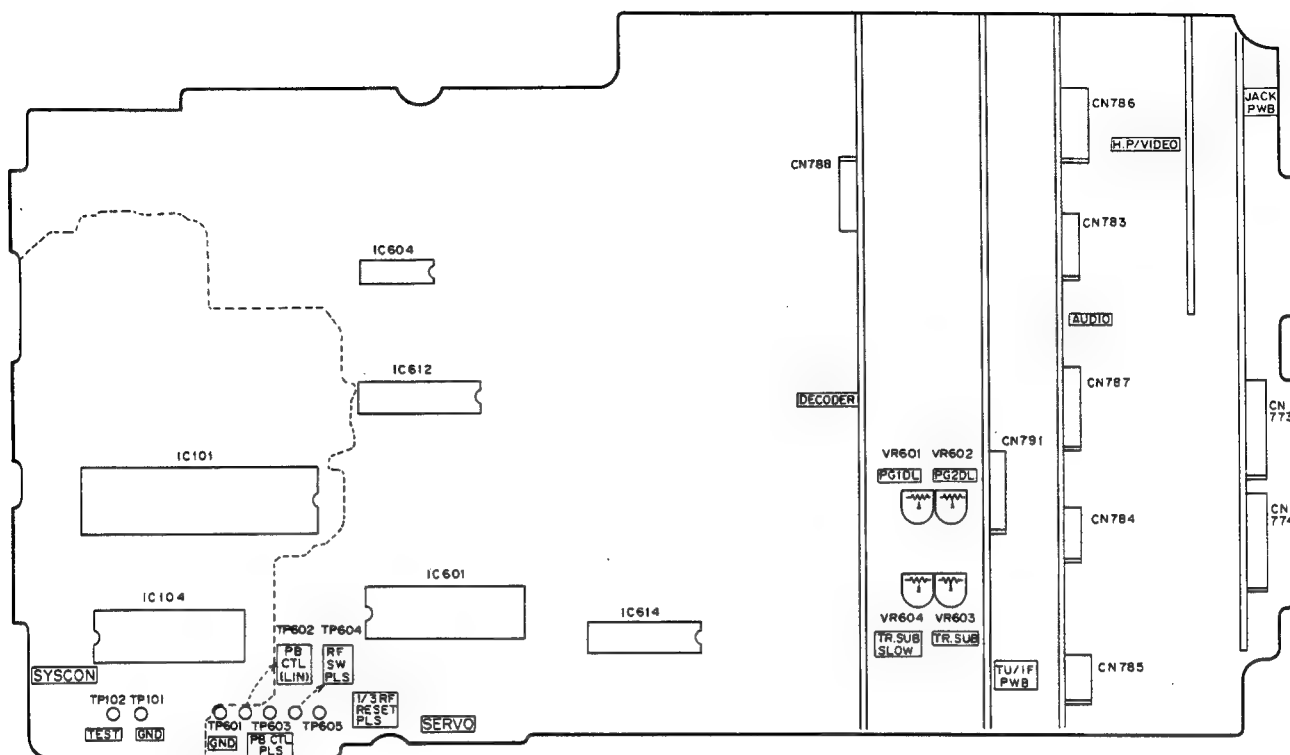 CN786
JACK
PWB
H.P/VIDEO
CN788
CN783
IC604
AUDIO
IC612
CN787
DECODER
CN
773
CN791
IC101
VR601 VR602
PG1DL PG2DL
CN784
CN
774
IC601
IC104
IC614
VR604 VR603
TR.SUB
SLOW
TR.SUB
TP602 TP604
PB
CTL
(LIN)
RF
SW
PLS
CN785
TU/IF
PWB
SYSCON
TP102 TP101
TEST GND
1/3 RF
RESET
PLS
SERVO
TP601 TP603 TP605
GND
PB CTL
PLS